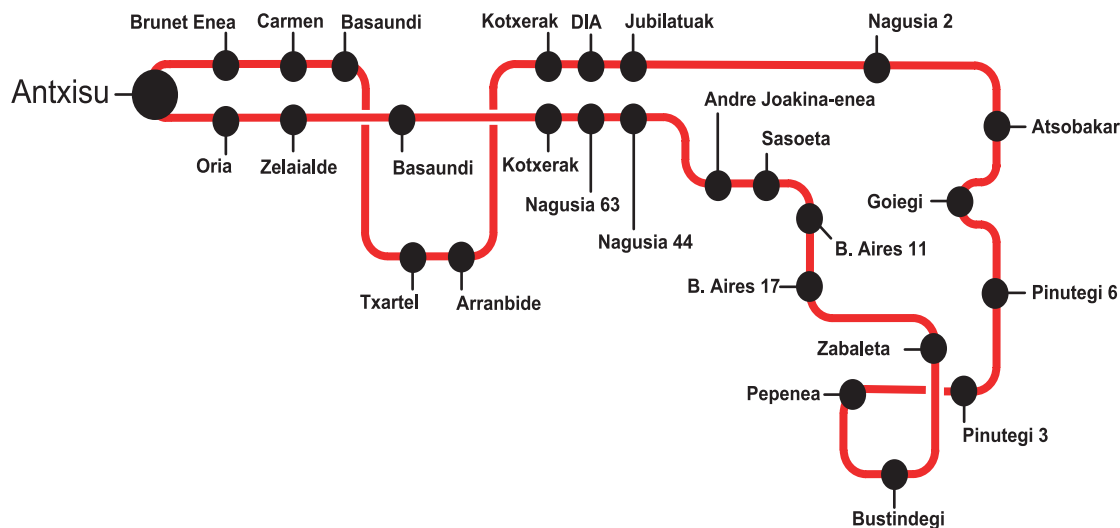 Brunet Enea
Carmen
Basaundi
Kotxerak
DIA
Jubilatuak
Nagusia 2
Antxisu
Andre Joakina-enea
Atsobakar
Sasoeta
Oria
Zelaialde
Basaundi
Kotxerak
Nagusia 63
Nagusia 44
Goiegi
B. Aires 11
B. Aires 17
Txartel
Arranbide
Pinutegi 6
Zabaleta
Pepenea
Pinutegi 3
Bustindegi